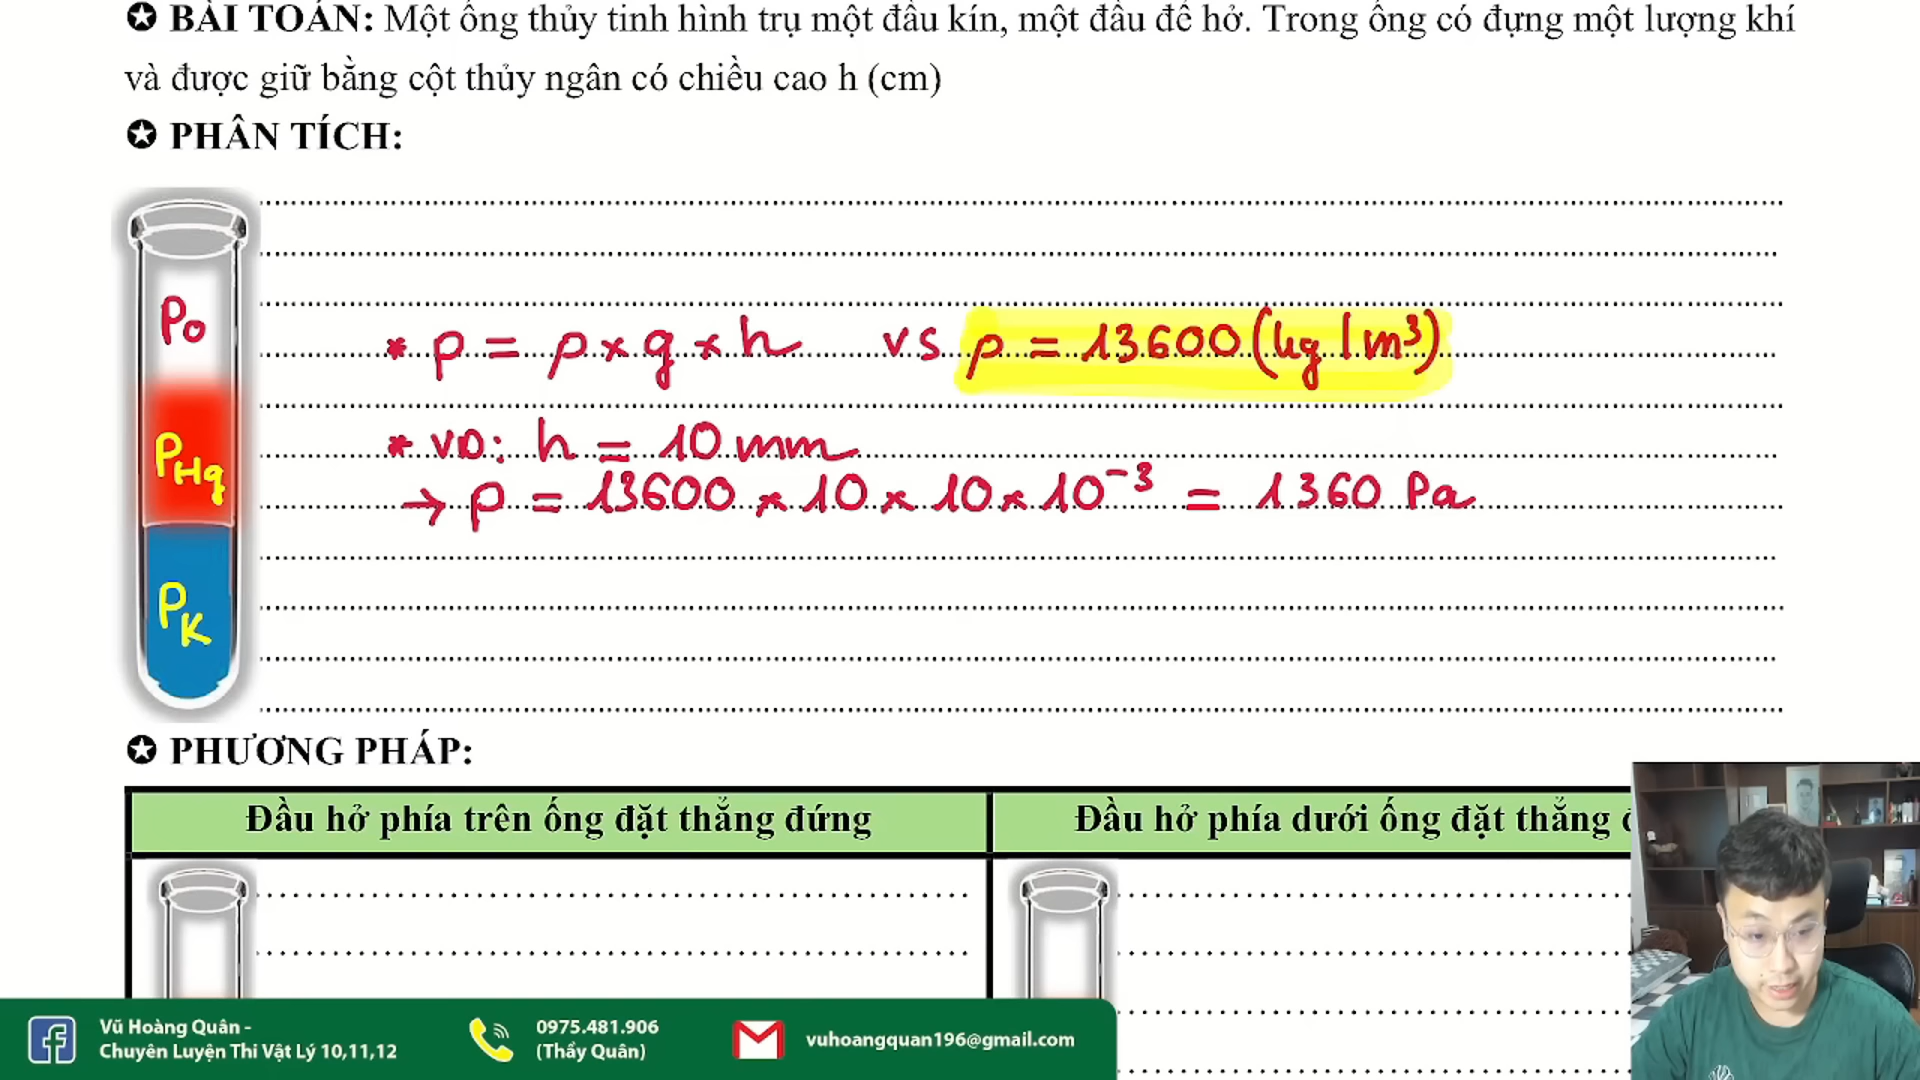 ✪ BÀI TOÁN: Một ống thủy tinh hình trụ một đầu kín, một đầu để hở. Trong ống có đựng một lượng khí
và được giữ bằng cột thủy ngân có chiều cao h (cm)
✪ PHÂN TÍCH:
P₀
* p = ρ × g × h vs ρ = 13600 (kg/m³)
P_Hg
* VD: h = 10 mm
→ p = 13600 × 10 × 10 × 10⁻³ = 1360 Pa
P_K
✪ PHƯƠNG PHÁP:
Đầu hở phía trên ống đặt thẳng đứng
Đầu hở phía dưới ống đặt thẳng
Vũ Hoàng Quân -
Chuyên Luyện Thi Vật Lý 10,11,12
0975.481.906
(Thầy Quân)
vuhoangquan196@gmail.com